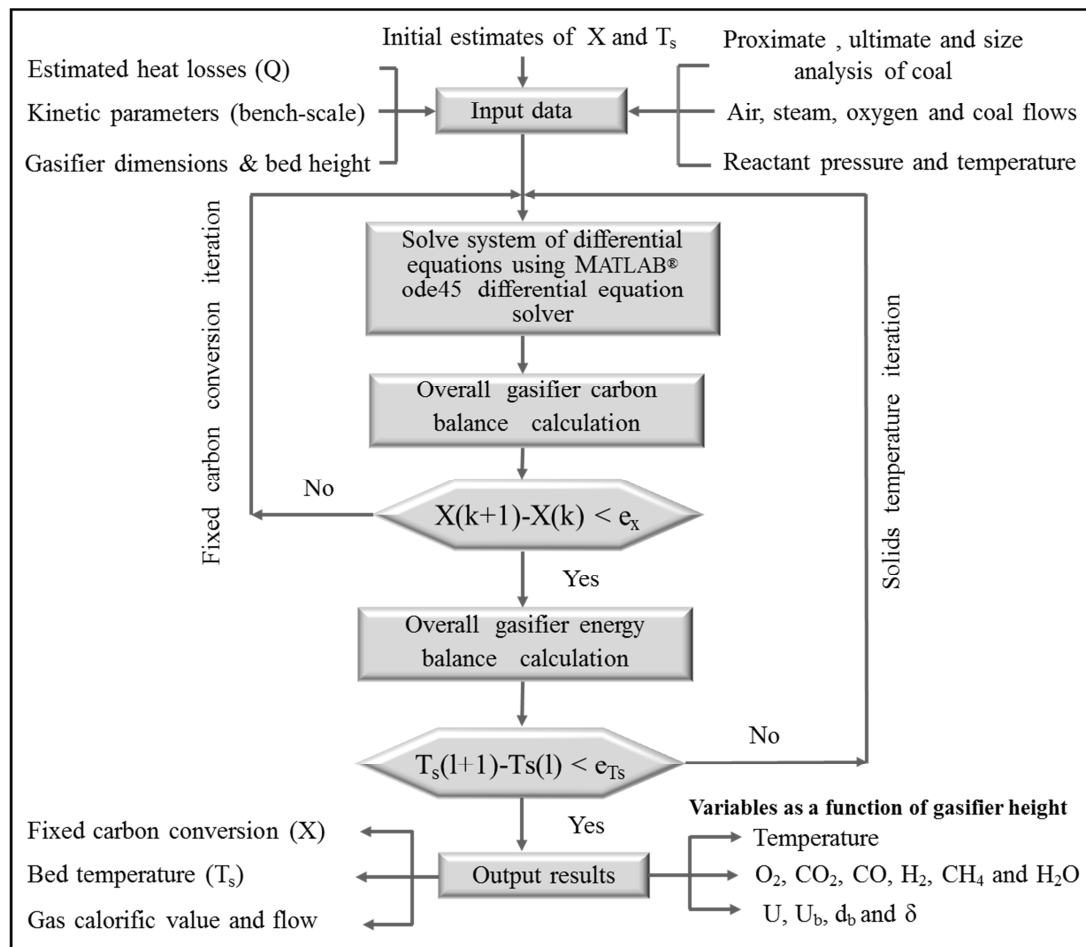 Initial estimates of X and Ts
Estimated heat losses (Q)
Kinetic parameters (bench-scale)
Gasifier dimensions & bed height
Proximate , ultimate and size
analysis of coal
Air, steam, oxygen and coal flows
Reactant pressure and temperature
Input data
Fixed carbon conversion iteration
Solids temperature iteration
Solve system of differential
equations using MATLAB®
ode45 differential equation
solver
Overall gasifier carbon
balance calculation
No
X(k+1)-X(k) < ex
Yes
Overall gasifier energy
balance calculation
No
Ts(l+1)-Ts(l) < eTs
Yes
Fixed carbon conversion (X)
Bed temperature (Ts)
Gas calorific value and flow
Output results
Variables as a function of gasifier height
Temperature
O2, CO2, CO, H2, CH4 and H2O
U, Ub, db and δ